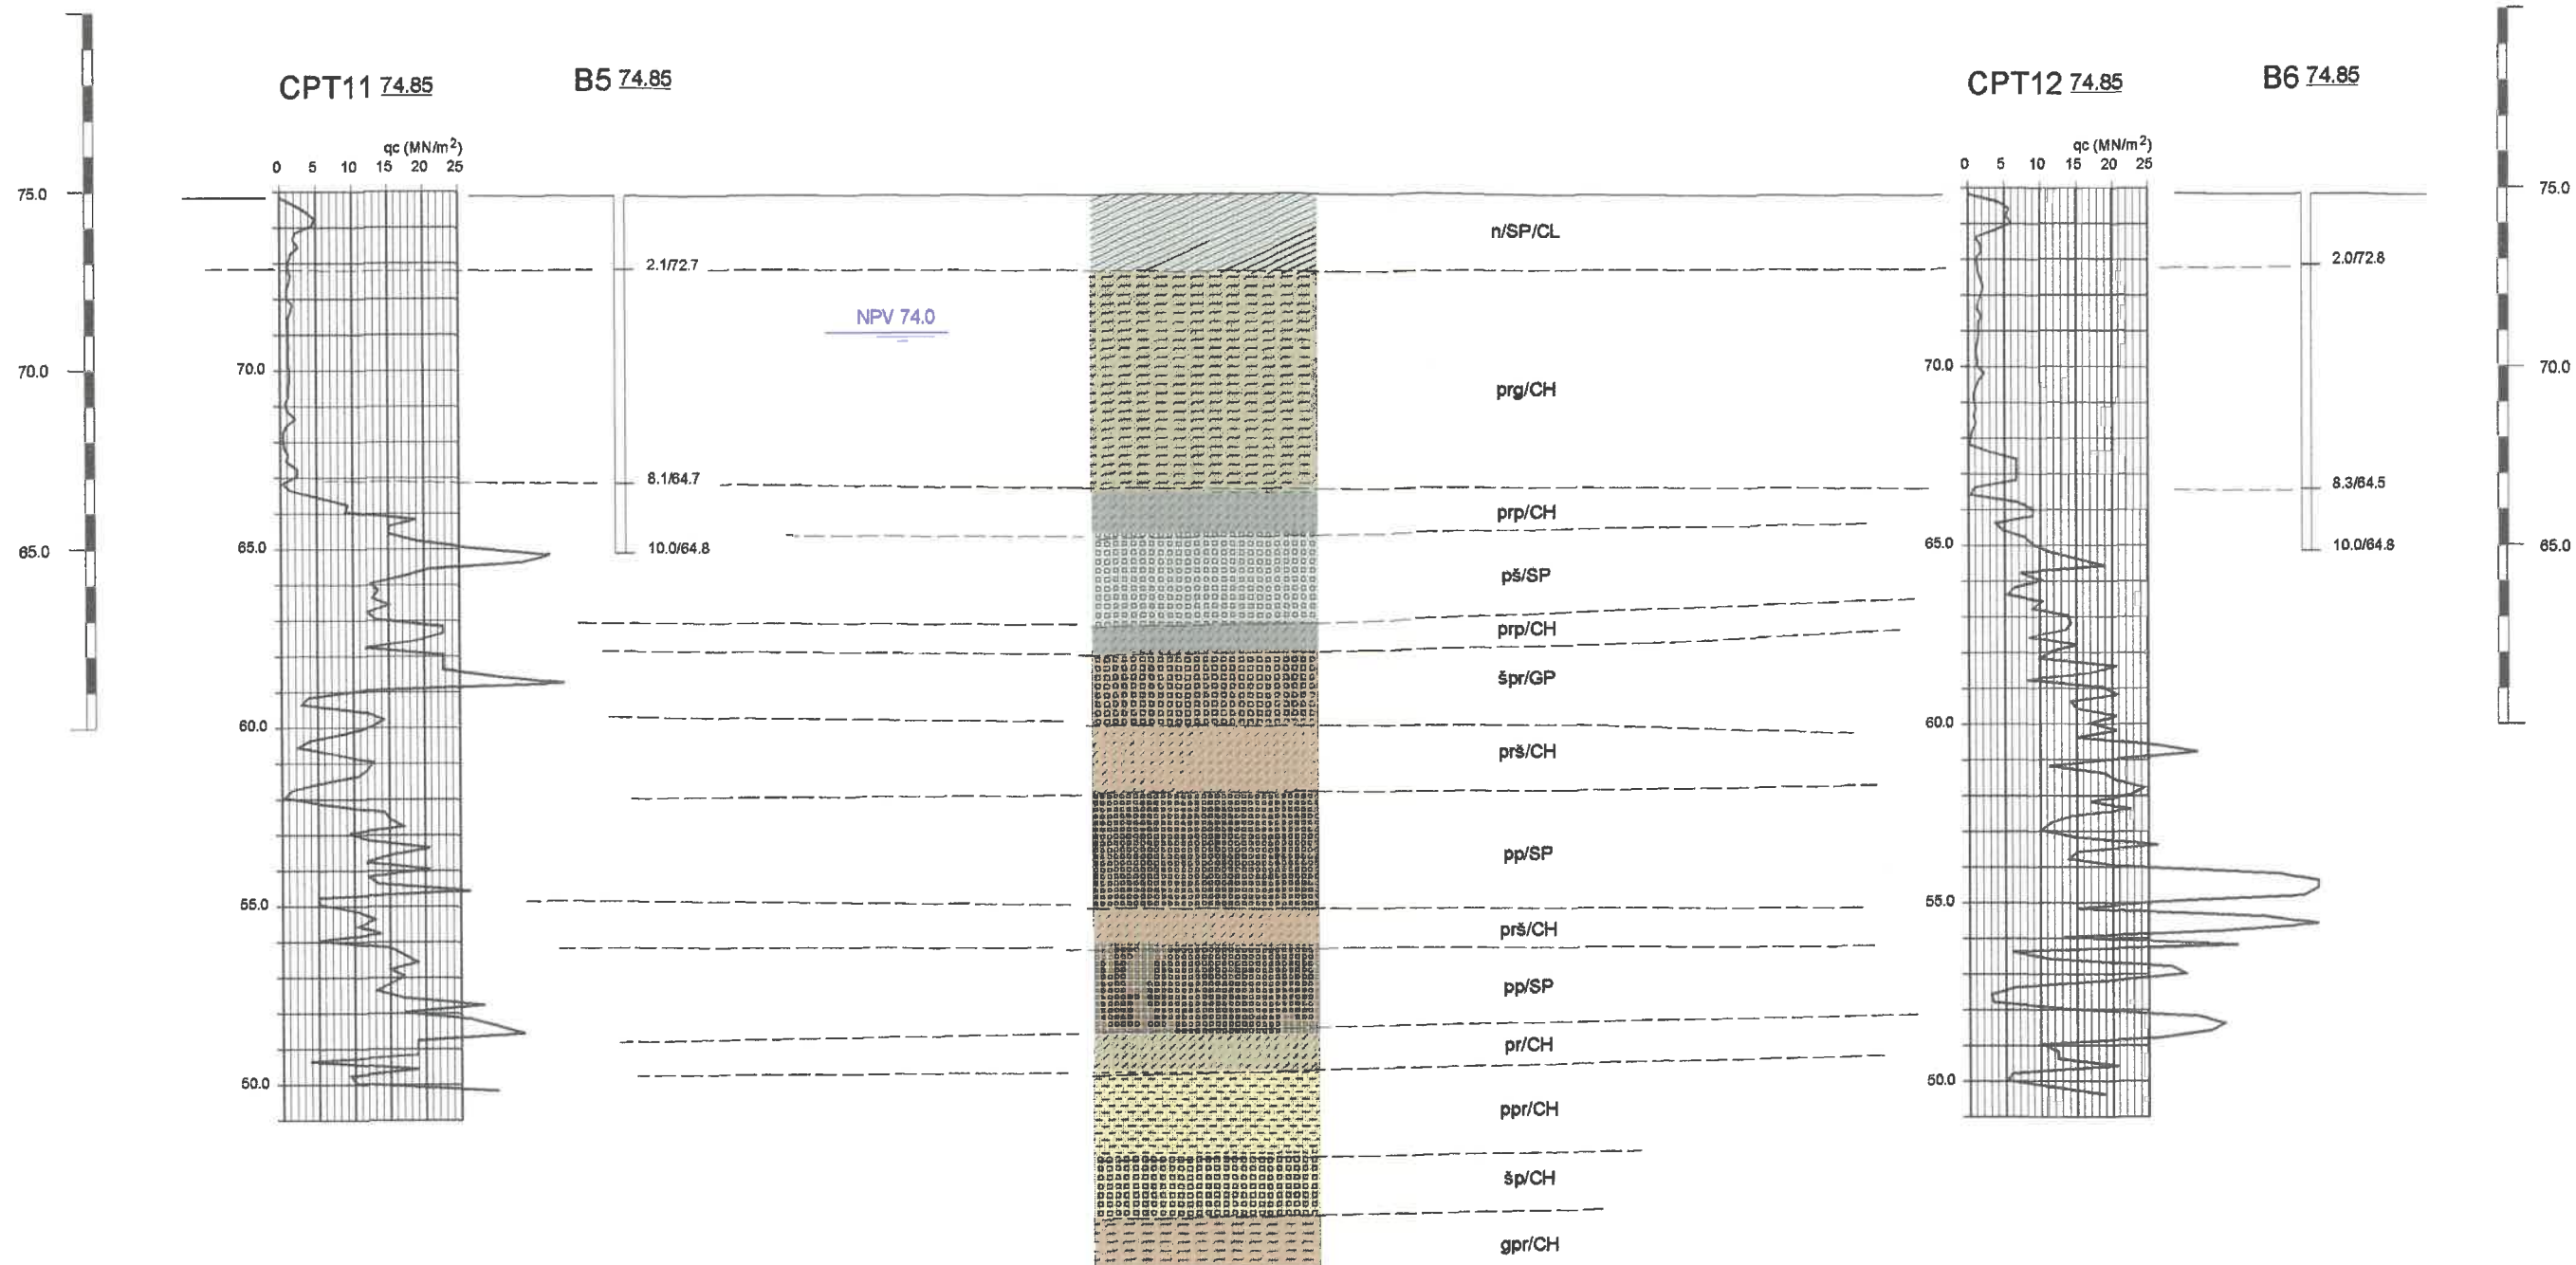 CPT11 74.85
B5 74.85
CPT12 74.85
B6 74.85
qc (MN/m²)
0 5 10 15 20 25
qc (MN/m²)
0 5 10 15 20 25
75.0
70.0
65.0
70.0
65.0
60.0
55.0
50.0
2.1/72.7
8.1/64.7
10.0/64.8
NPV 74.0
n/SP/CL
prg/CH
prp/CH
pš/SP
prp/CH
špr/GP
prš/CH
pp/SP
prš/CH
pp/SP
pr/CH
ppr/CH
šp/CH
gpr/CH
70.0
65.0
60.0
55.0
50.0
2.0/72.8
8.3/64.5
10.0/64.8
75.0
70.0
65.0